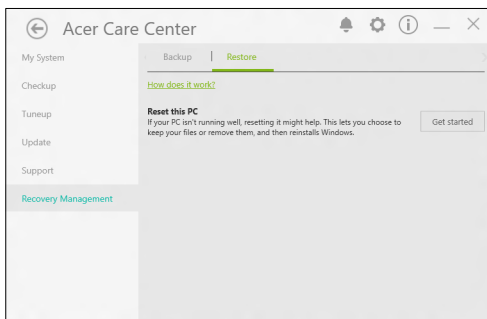 Acer Care Center
My System
Checkup
Tuneup
Update
Support
Recovery Management
Backup
Restore
How does it work?
Reset this PC
If your PC isn't running well, resetting it might help. This lets you choose to
keep your files or remove them, and then reinstalls Windows.
Get started